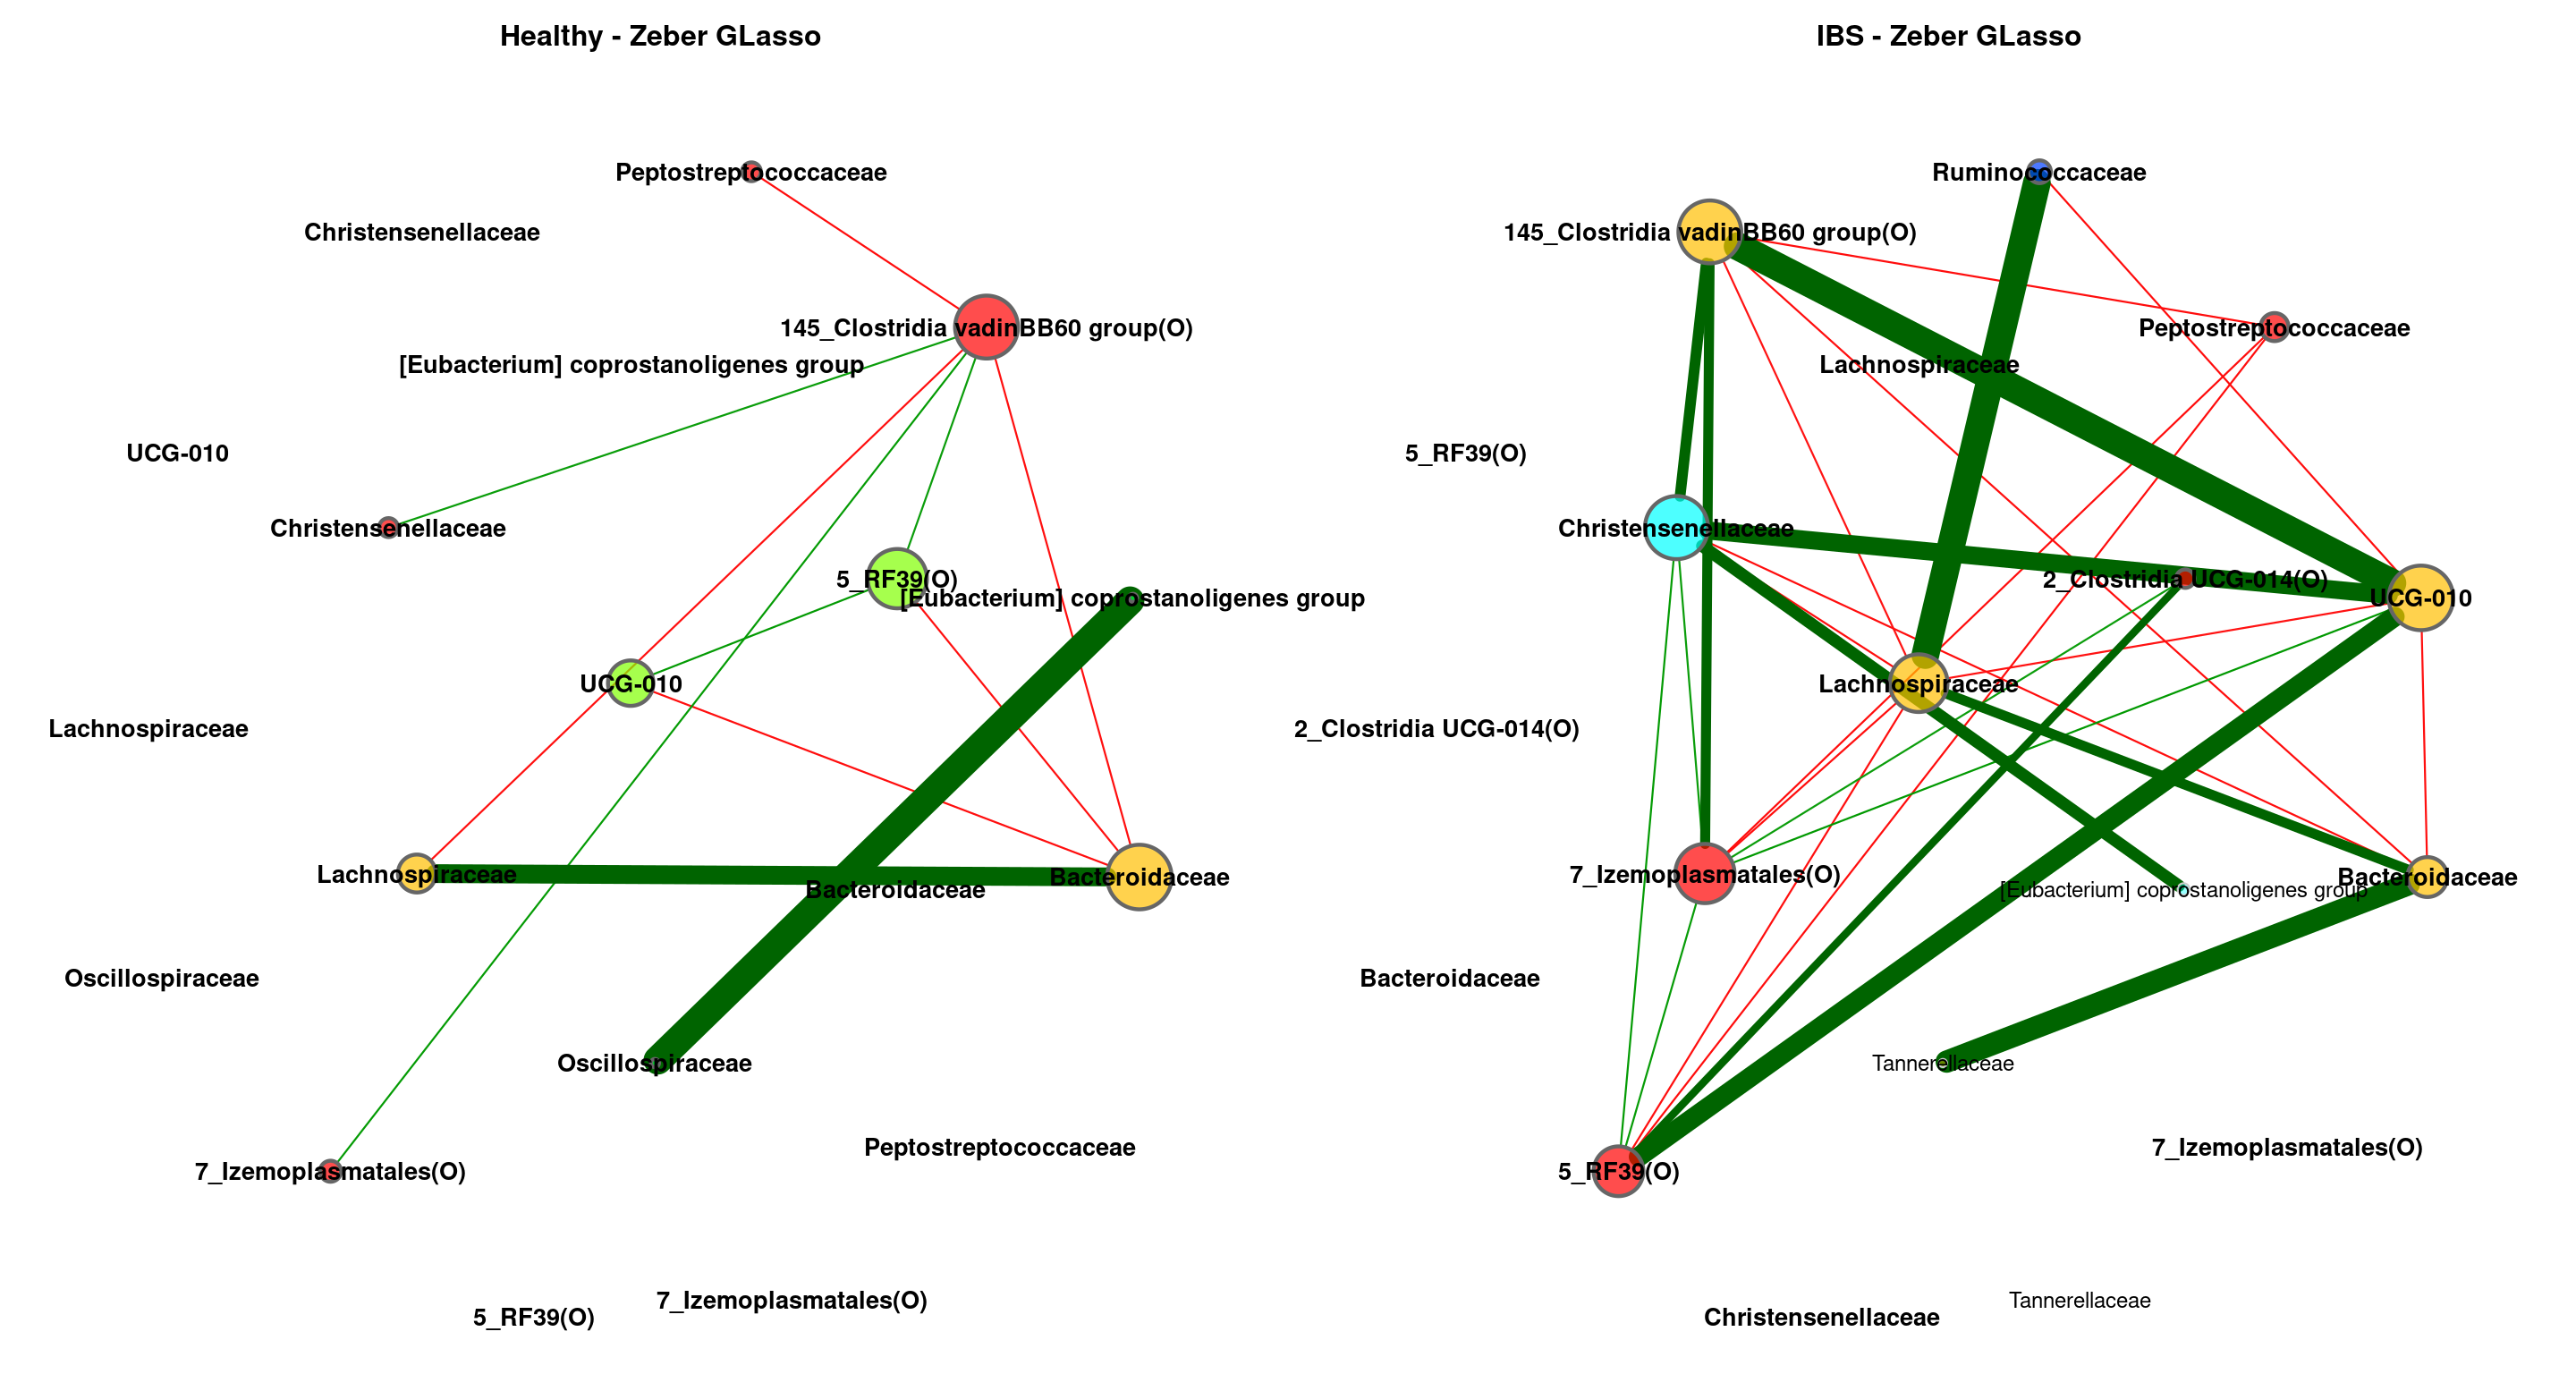 Healthy - Zeber GLasso
Peptostreptococcaceae
Christensenellaceae
145_Clostridia vadinBB60 group(O)
[Eubacterium] coprostanoligenes group
UCG-010
Christensenellaceae
5_RF39(O)
[Eubacterium] coprostanoligenes group
UCG-010
Lachnospiraceae
Lachnospiraceae
Bacteroidaceae
Bacteroidaceae
Oscillospiraceae
Oscillospiraceae
Peptostreptococcaceae
7_Izemoplasmatales(O)
7_Izemoplasmatales(O)
5_RF39(O)
IBS - Zeber GLasso
Ruminococcaceae
145_Clostridia vadinBB60 group(O)
Peptostreptococcaceae
Lachnospiraceae
5_RF39(O)
Christensenellaceae
2_Clostridia UCG-014(O)
UCG-010
Lachnospiraceae
2_Clostridia UCG-014(O)
7_Izemoplasmatales(O)
Bacteroidaceae
[Eubacterium] coprostanoligenes group
Bacteroidaceae
Tannerellaceae
7_Izemoplasmatales(O)
5_RF39(O)
Tannerellaceae
Christensenellaceae